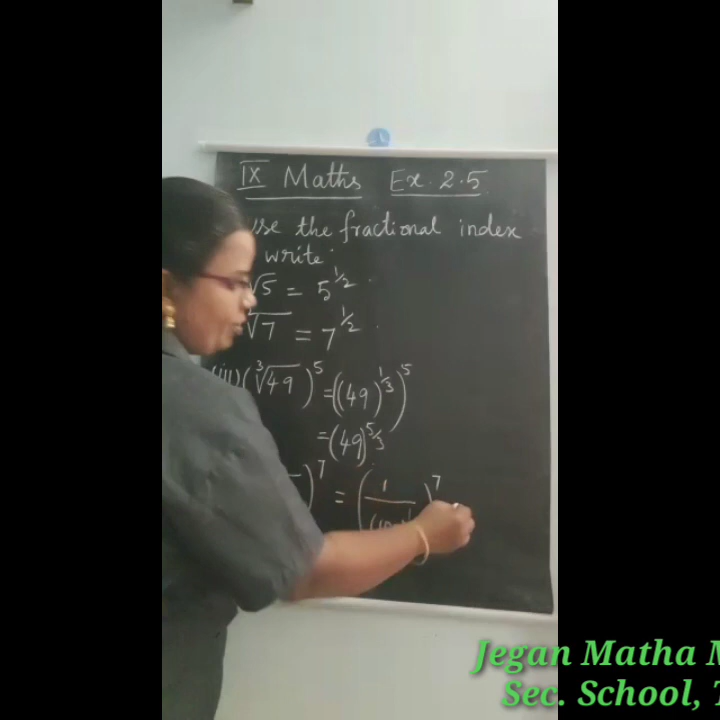 IX Maths Ex. 2.5
use the fractional index
write.
√5 = 5^1/2.
√7 = 7^1/2.
(iii) (∛49)^5 = ((49)^1/3)^5
= (49)^5/3
)^7 = (1/(10 )^7
Jegan Matha M
Sec. School, T